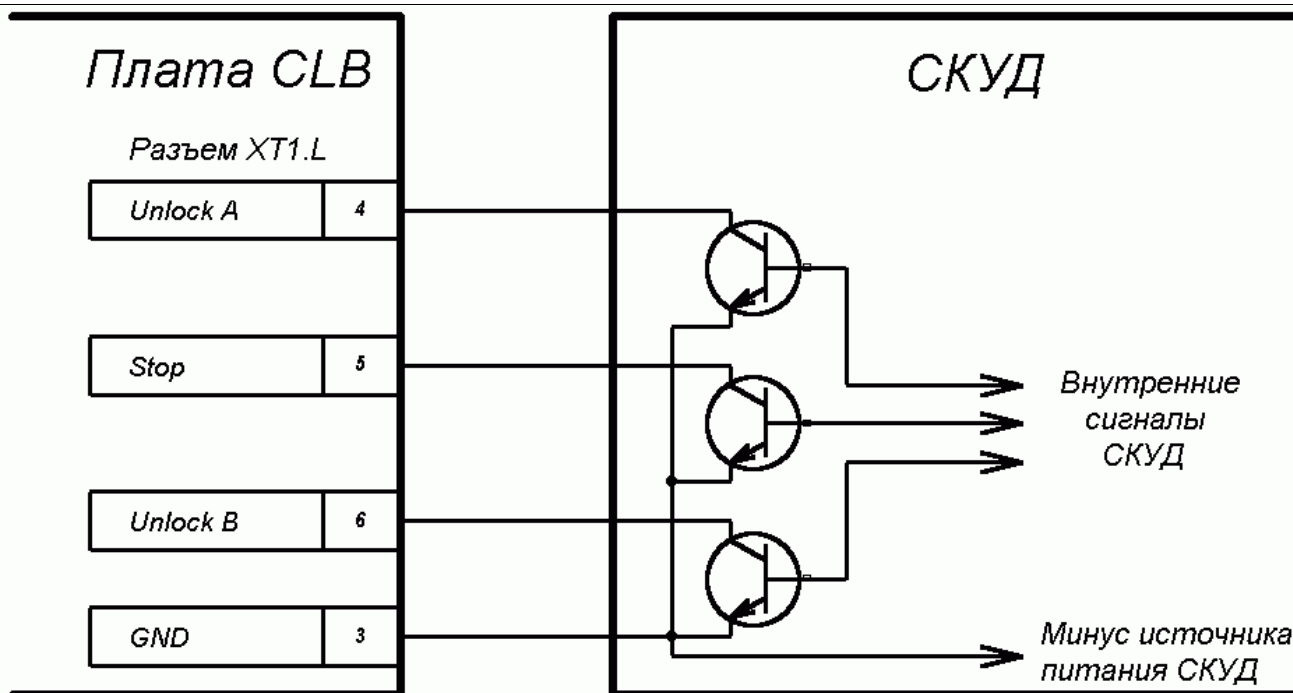 Плата CLB
СКУД
Разъем XT1.L
Unlock A 4
Stop 5
Внутренние
сигналы
СКУД
Unlock B 6
GND 3
Минус источника
питания СКУД